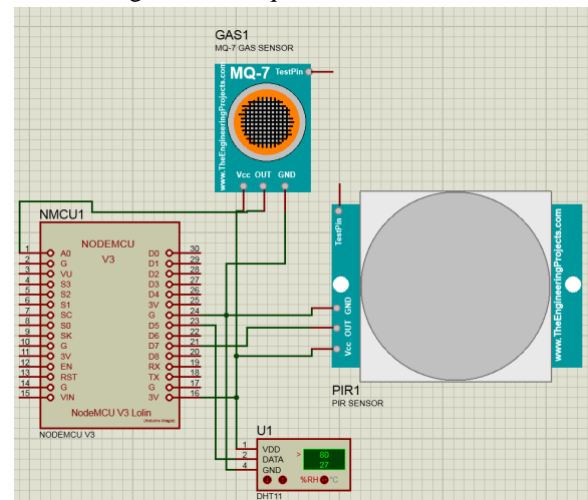 GAS1
MQ-7 GAS SENSOR
MQ-7 TestPin
www.TheEngineeringProjects.com
Vcc OUT GND
NMCU1
NODEMCU
V3
1 A0 D0 30
2 G D1 29
3 VU D2 28
4 S3 D3 27
5 S2 D4 26
6 S1 3V 25
7 SC G 24
8 S0 D5 23
9 SK D6 22
10 G D7 21
11 3V D8 20
12 EN RX 19
13 RST TX 18
14 G G 17
15 VIN 3V 16
NodeMCU V3 Lolin
NODEMCU V3
TestPin
GND
OUT
Vcc
www.TheEngineeringProjects.com
PIR1
PIR SENSOR
U1
1 VDD
2 DATA
4 GND
> 80
27
%RH °C
DHT11